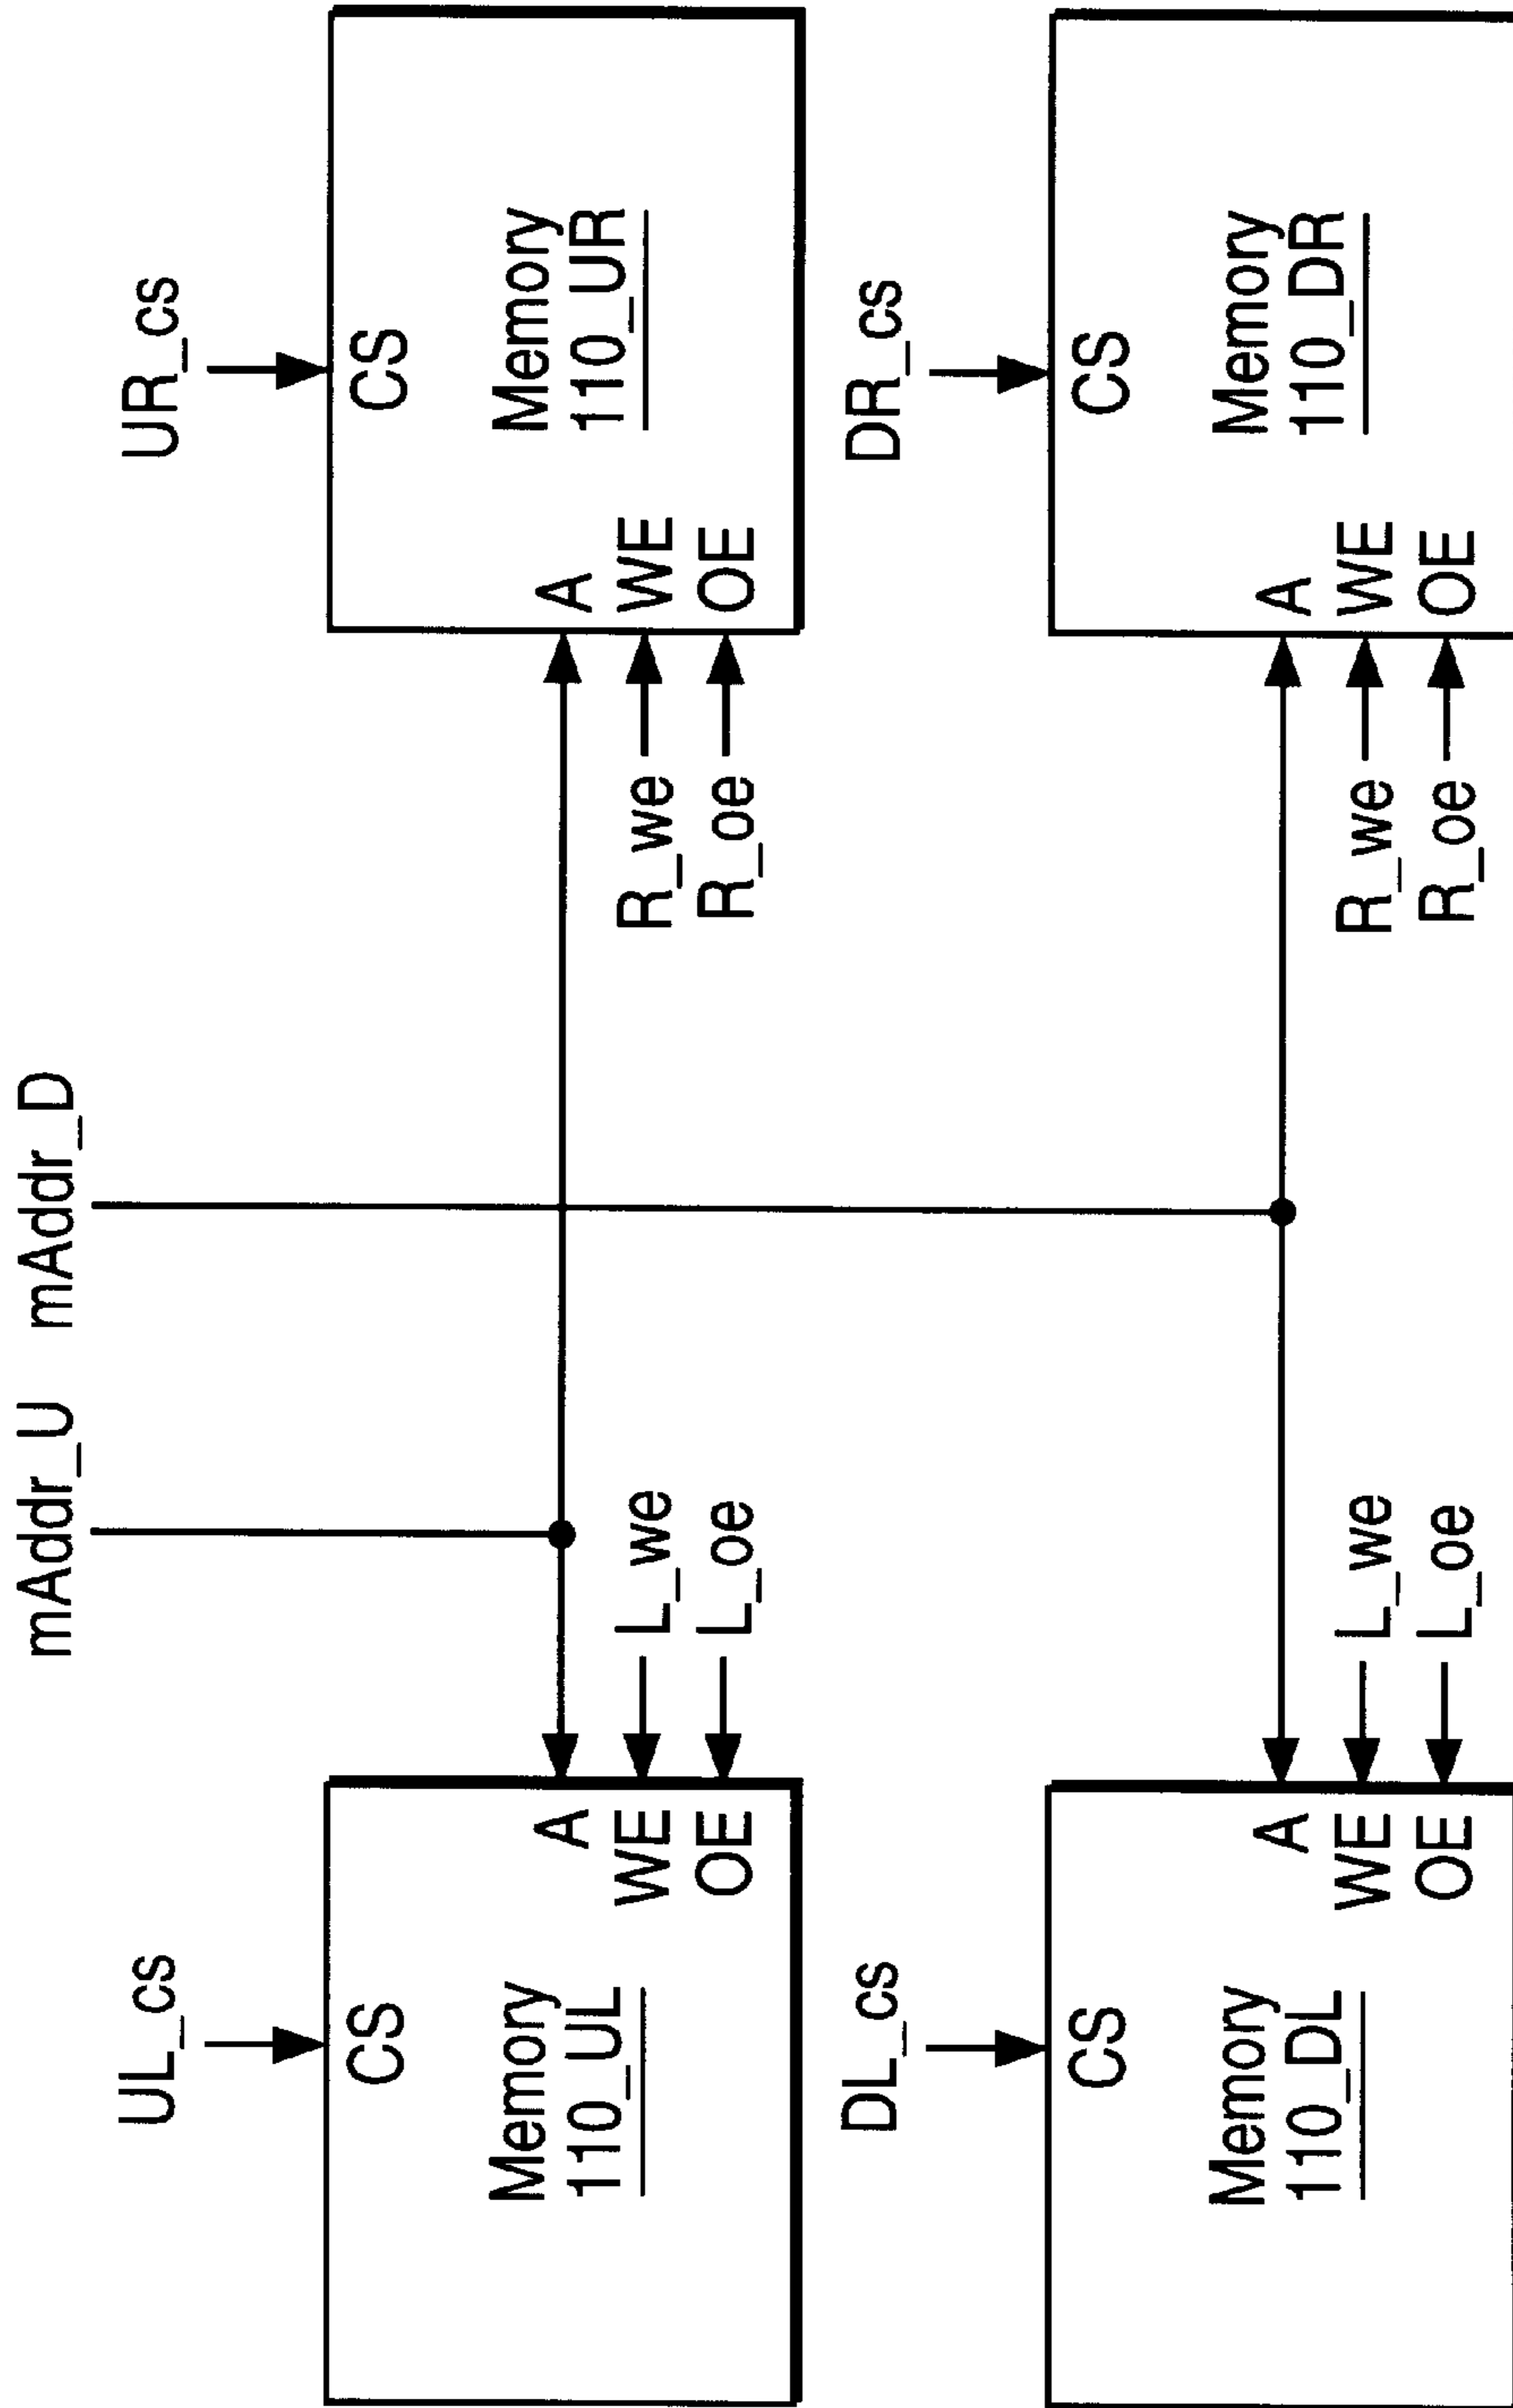 mAddr_U mAddr_D
UL_cs
UR_cs
CS
CS
Memory
110_UL
Memory
110_UR
A
WE
OE
L_we
L_oe
R_we
R_oe
A
WE
OE
DL_cs
DR_cs
CS
CS
Memory
110_DL
Memory
110_DR
A
WE
OE
L_we
L_oe
R_we
R_oe
A
WE
OE